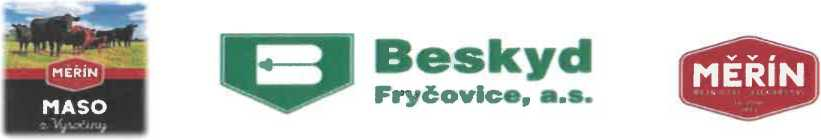 MĚŘÍN
MASO
z Vysočiny
Beskyd
Fryčovice, a.s.
MĚŘÍN